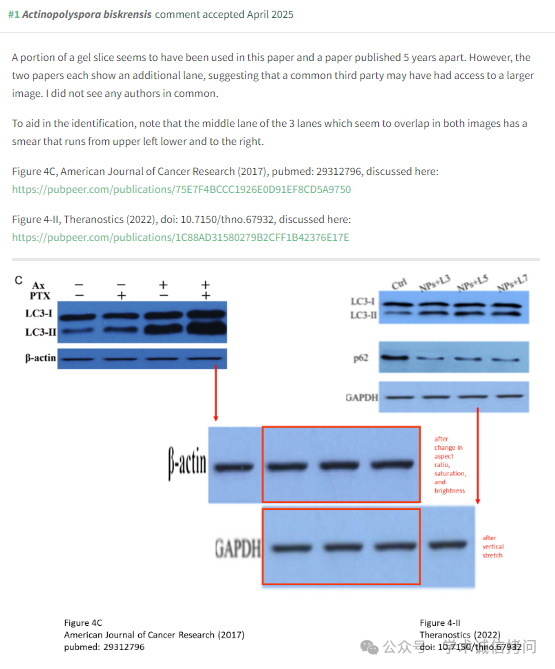 #1 Actinopolyspora biskrensis comment accepted April 2025
A portion of a gel slice seems to have been used in this paper and a paper published 5 years apart. However, the
two papers each show an additional lane, suggesting that a common third party may have had access to a larger
image. I did not see any authors in common.
To aid in the identification, note that the middle lane of the 3 lanes which seem to overlap in both images has a
smear that runs from upper left lower and to the right.
Figure 4C, American Journal of Cancer Research (2017), pubmed: 29312796, discussed here:
https://pubpeer.com/publications/75E7F4BCCC1926E0D91EF8CD5A9750
Figure 4-II, Theranostics (2022), doi: 10.7150/thno.67932, discussed here:
https://pubpeer.com/publications/1C88AD31580279B2CFF1B42376E17E
C
Ax − − + +
PTX − + − +
LC3-I
LC3-II
β-actin
Ctrl NPs+L3 NPs+L5 NPs+L7
LC3-I
LC3-II
p62
GAPDH
β-actin
after
change in
aspect
ratio,
saturation,
and
brightness
GAPDH
after
vertical
stretch
Figure 4C
American Journal of Cancer Research (2017)
pubmed: 29312796
Figure 4-II
Theranostics (2022)
doi: 10.7150/thno.67932
公众号 · 学术诚信拷问